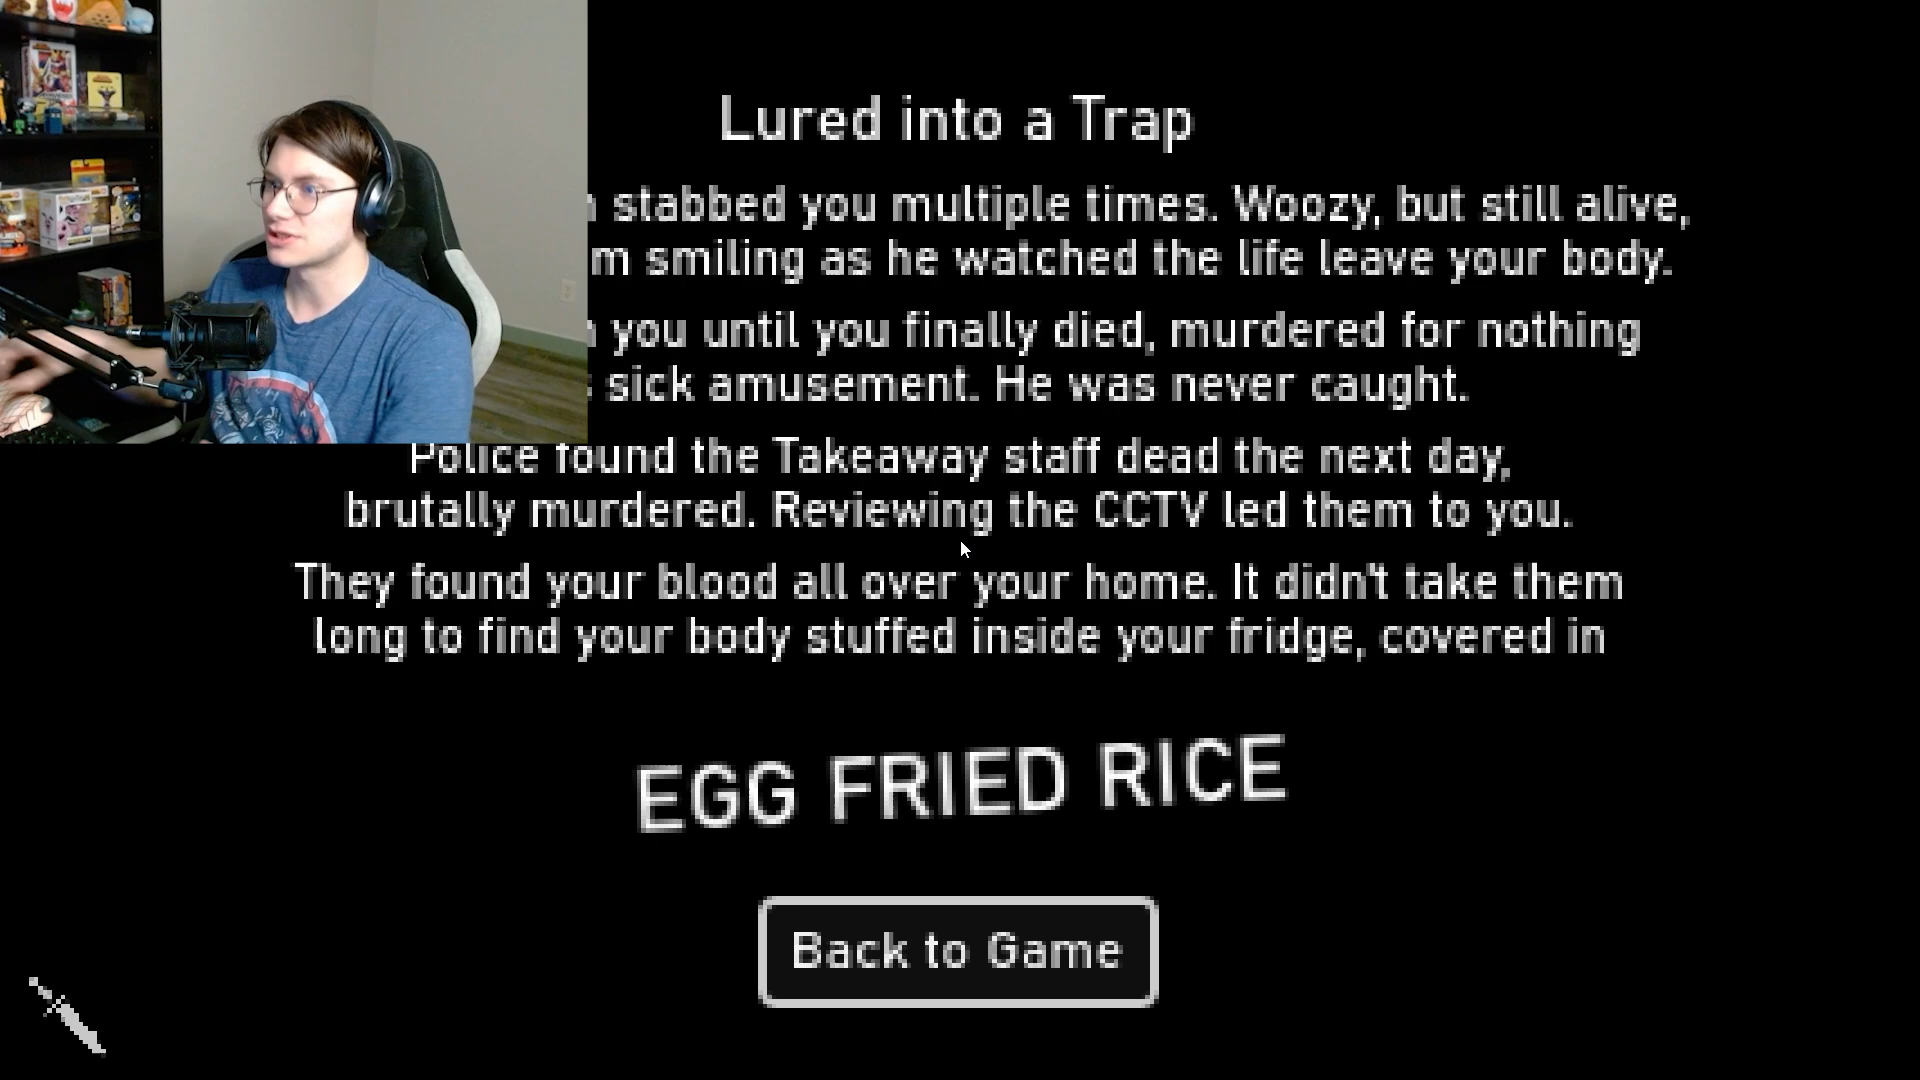 Lured into a Trap
stabbed you multiple times. Woozy, but still alive,
smiling as he watched the life leave your body.
you until you finally died, murdered for nothing
sick amusement. He was never caught.
Police found the Takeaway staff dead the next day,
brutally murdered. Reviewing the CCTV led them to you.
They found your blood all over your home. It didn't take them
long to find your body stuffed inside your fridge, covered in
EGG FRIED RICE
Back to Game